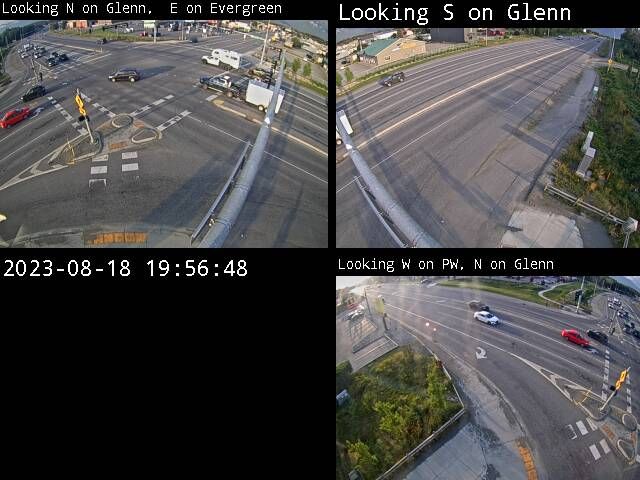 Looking N on Glenn,  E on Evergreen
Looking S on Glenn
2023-08-18 19:56:48
Looking W on PW, N on Glenn